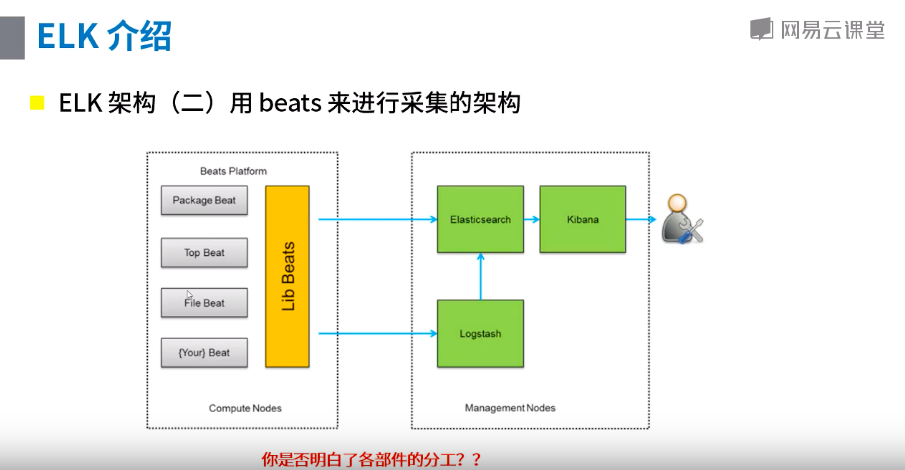 ELK 介绍
网易云课堂
ELK 架构（二）用 beats 来进行采集的架构
Beats Platform
Package Beat
Top Beat
File Beat
{Your} Beat
Lib Beats
Compute Nodes
Elasticsearch
Kibana
Logstash
Management Nodes
你是否明白了各部件的分工？？